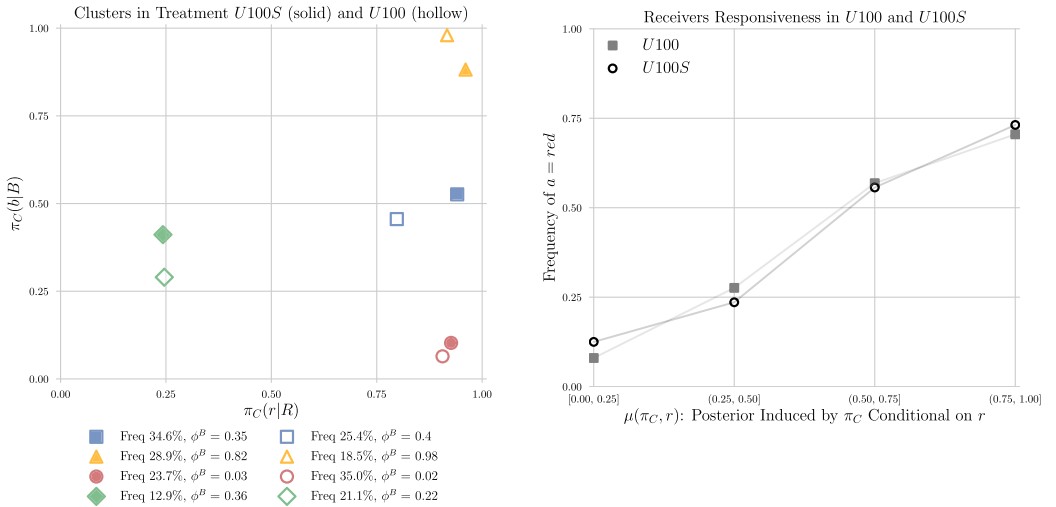 Clusters in Treatment U100S (solid) and U100 (hollow)
1.00
0.75
0.50
0.25
0.00
π_C(b|B)
0.00 0.25 0.50 0.75 1.00
π_C(r|R)
Freq 34.6%, ϕ^B = 0.35 Freq 25.4%, ϕ^B = 0.4
Freq 28.9%, ϕ^B = 0.82 Freq 18.5%, ϕ^B = 0.98
Freq 23.7%, ϕ^B = 0.03 Freq 35.0%, ϕ^B = 0.02
Freq 12.9%, ϕ^B = 0.36 Freq 21.1%, ϕ^B = 0.22
Receivers Responsiveness in U100 and U100S
U100
U100S
1.00
0.75
0.50
0.25
0.00
Frequency of a = red
[0.00, 0.25] (0.25, 0.50] (0.50, 0.75] (0.75, 1.00]
μ(π_C, r): Posterior Induced by π_C Conditional on r